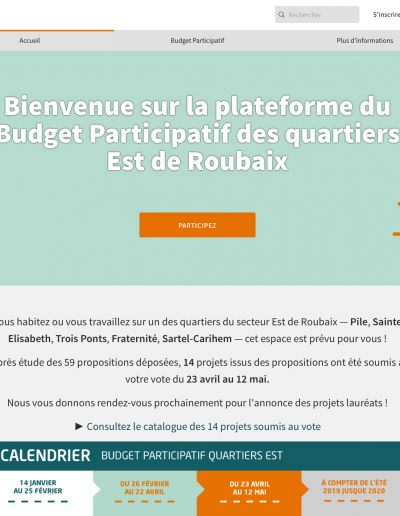 Rechercher
S'inscrire
Accueil
Budget Participatif
Plus d'informations
Bienvenue sur la plateforme du
Budget Participatif des quartiers
Est de Roubaix
PARTICIPEZ
ous habitez ou vous travaillez sur un des quartiers du secteur Est de Roubaix — Pile, Sainte
Elisabeth, Trois Ponts, Fraternité, Sartel-Carihem — cet espace est prévu pour vous !
près étude des 59 propositions déposées, 14 projets issus des propositions ont été soumis à
votre vote du 23 avril au 12 mai.
Nous vous donnons rendez-vous prochainement pour l'annonce des projets lauréats !
► Consultez le catalogue des 14 projets soumis au vote
CALENDRIER BUDGET PARTICIPATIF QUARTIERS EST
14 JANVIER
AU 25 FÉVRIER
DU 26 FÉVRIER
AU 22 AVRIL
DU 23 AVRIL
AU 12 MAI
À COMPTER DE L'ÉTÉ
2019 JUSQUE 2020